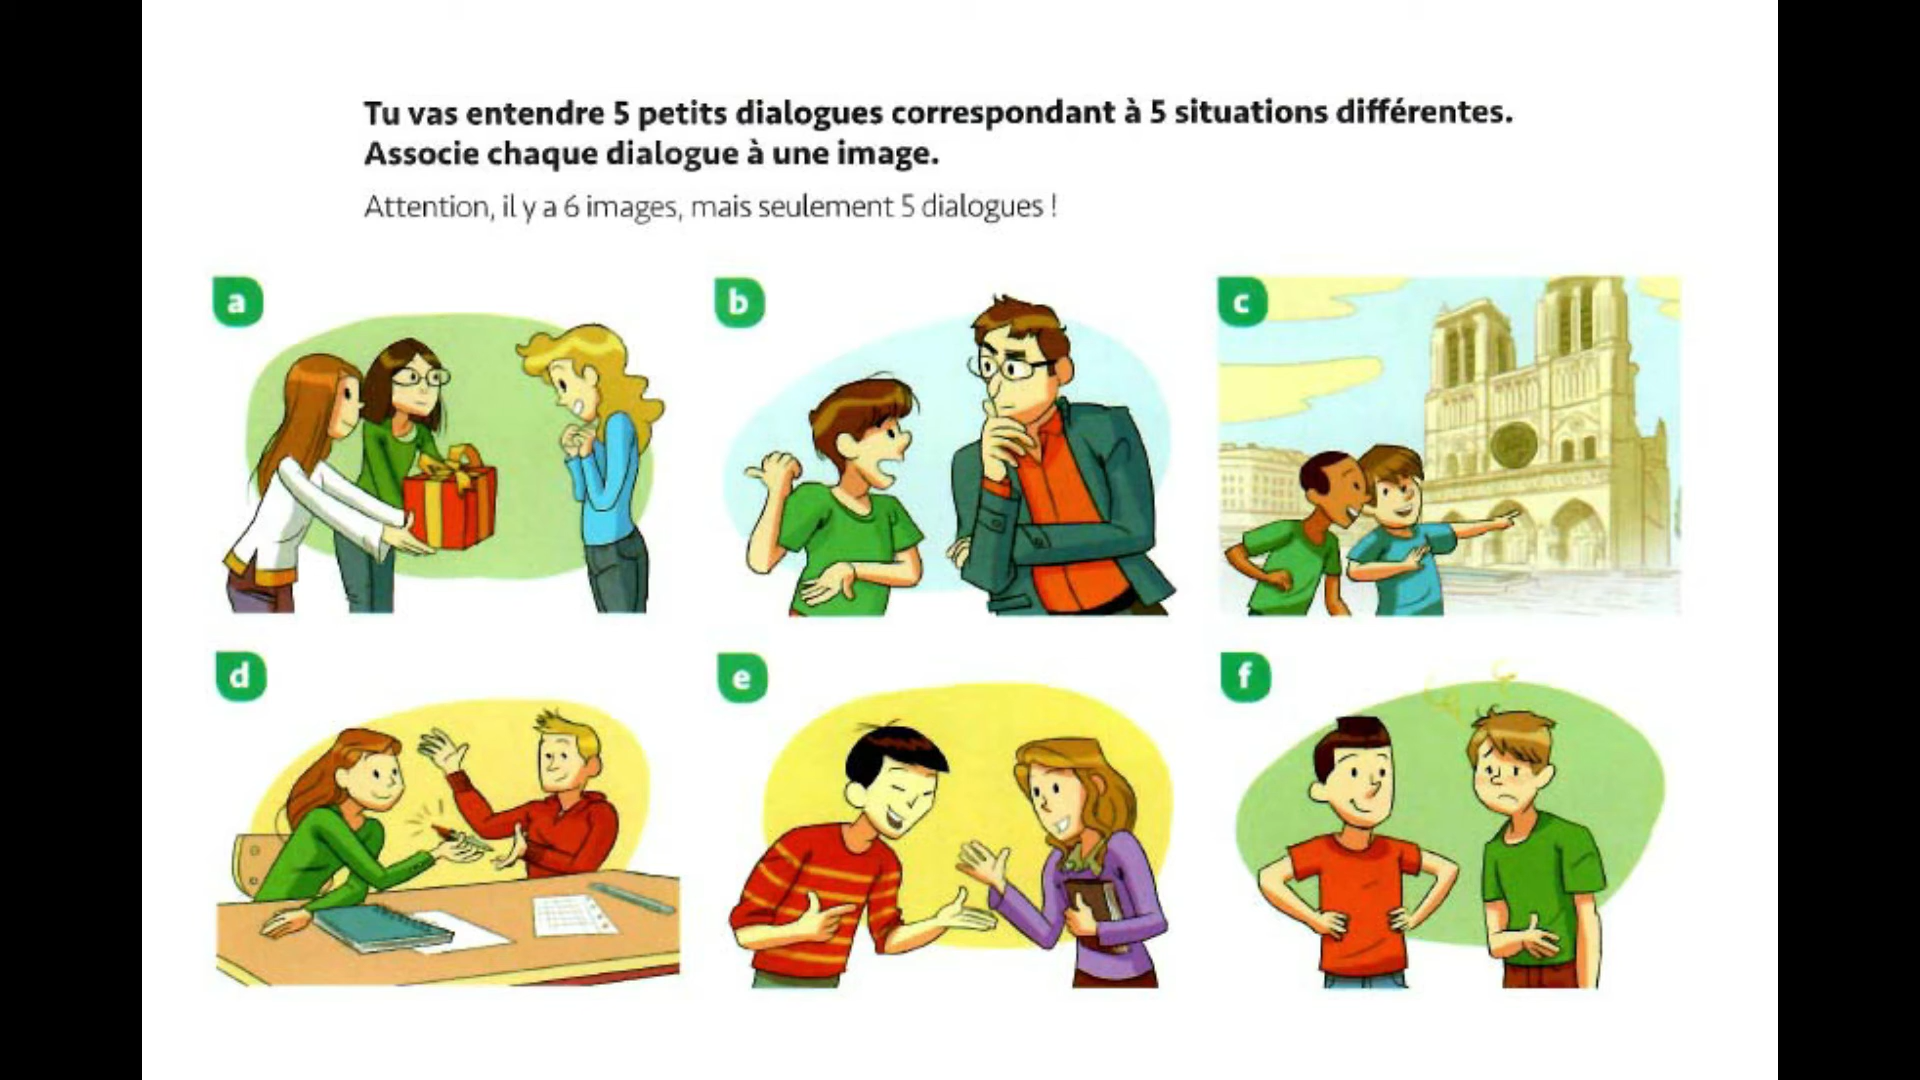 Tu vas entendre 5 petits dialogues correspondant à 5 situations différentes.
Associe chaque dialogue à une image.
Attention, il y a 6 images, mais seulement 5 dialogues !
a
b
c
d
e
f